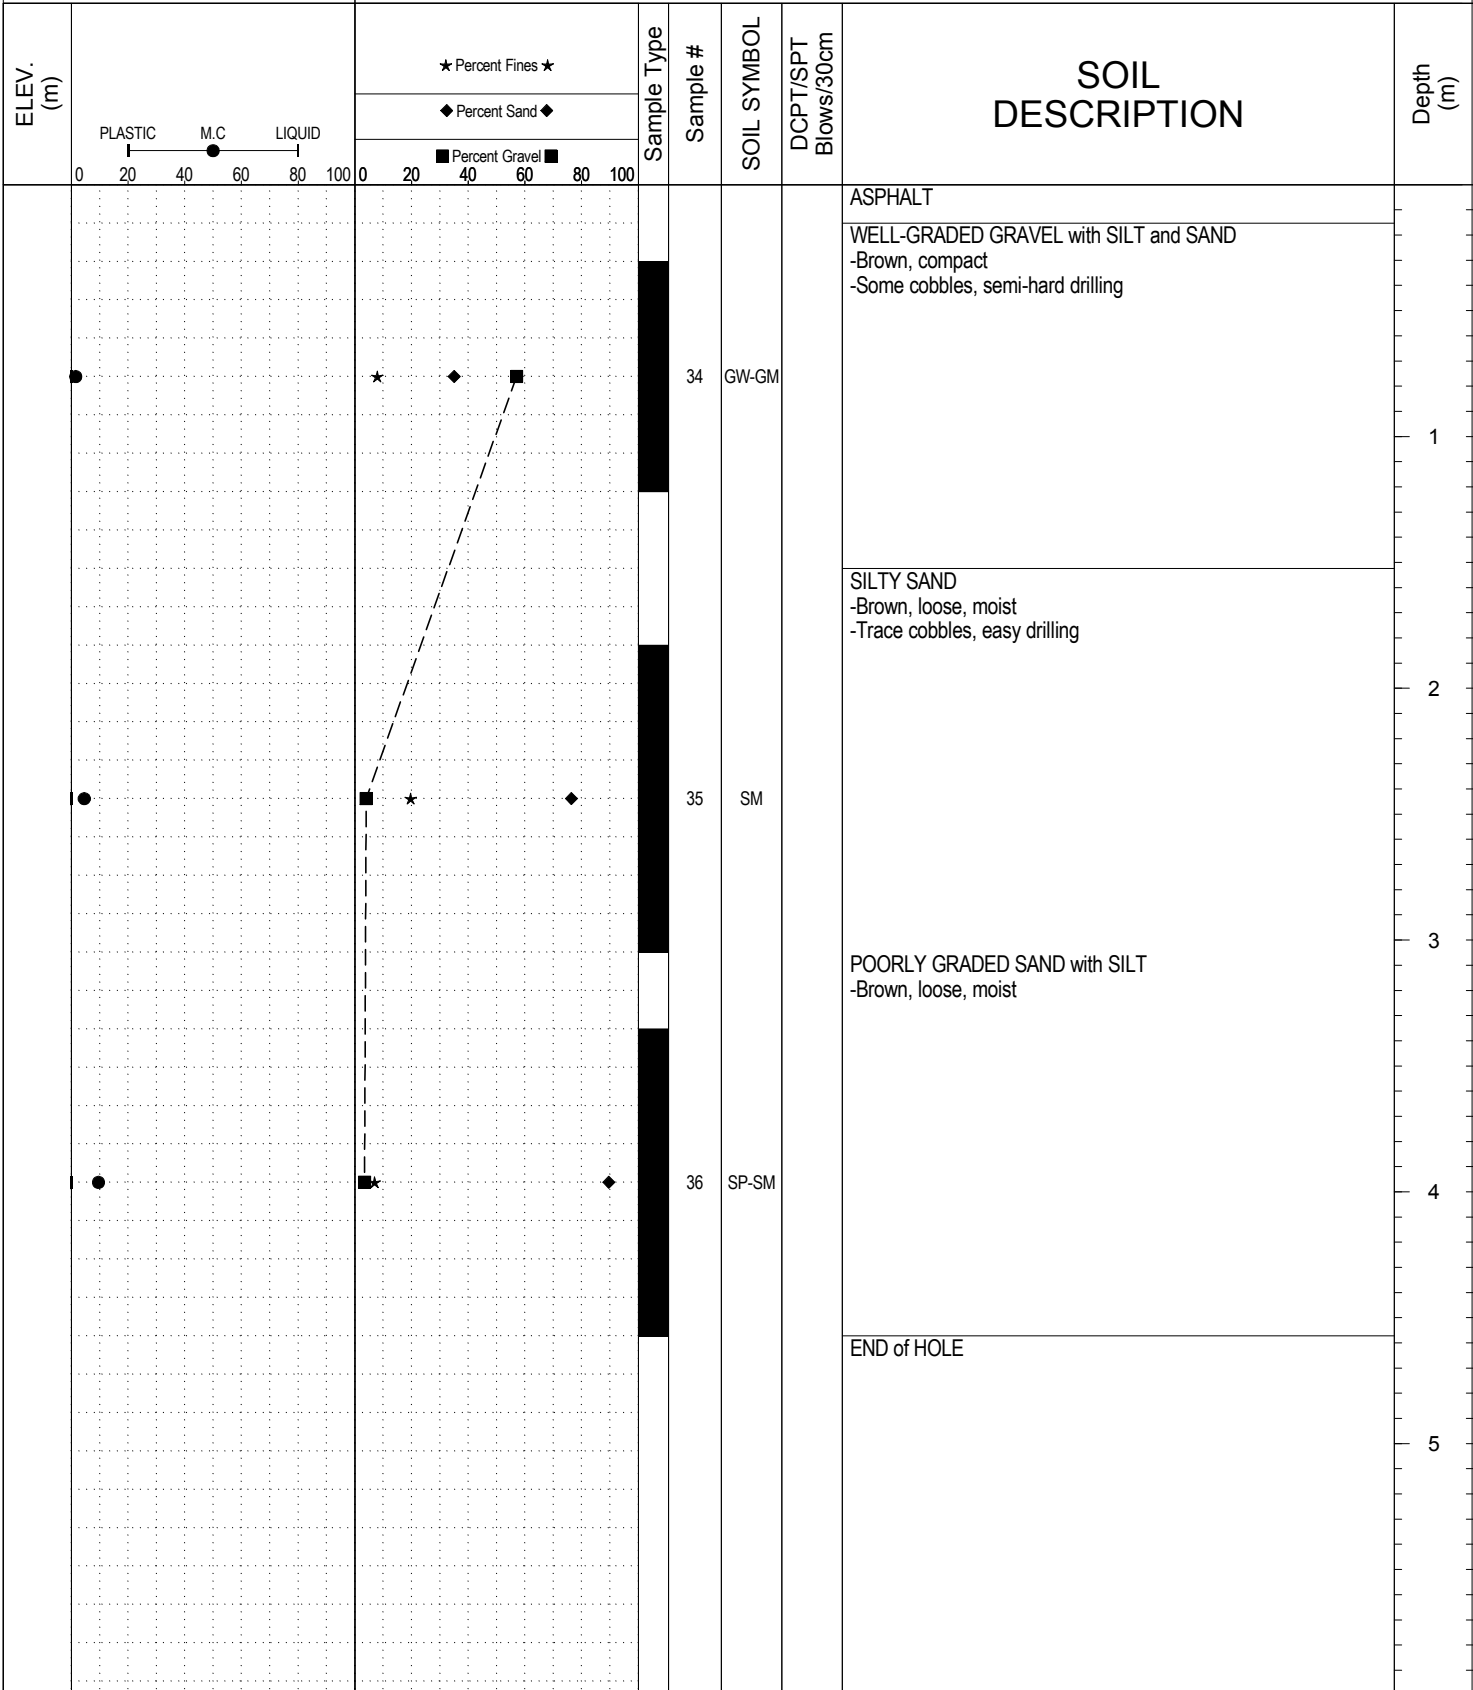 ELEV.
(m)
PLASTIC M.C LIQUID
0 20 40 60 80 100
★ Percent Fines ★
◆ Percent Sand ◆
■ Percent Gravel ■
0 20 40 60 80 100
Sample Type
Sample #
SOIL SYMBOL
DCPT/SPT
Blows/30cm
SOIL
DESCRIPTION
Depth
(m)
ASPHALT
WELL-GRADED GRAVEL with SILT and SAND
-Brown, compact
-Some cobbles, semi-hard drilling
34 GW-GM
1
SILTY SAND
-Brown, loose, moist
-Trace cobbles, easy drilling
2
35 SM
3
POORLY GRADED SAND with SILT
-Brown, loose, moist
36 SP-SM
4
END of HOLE
5